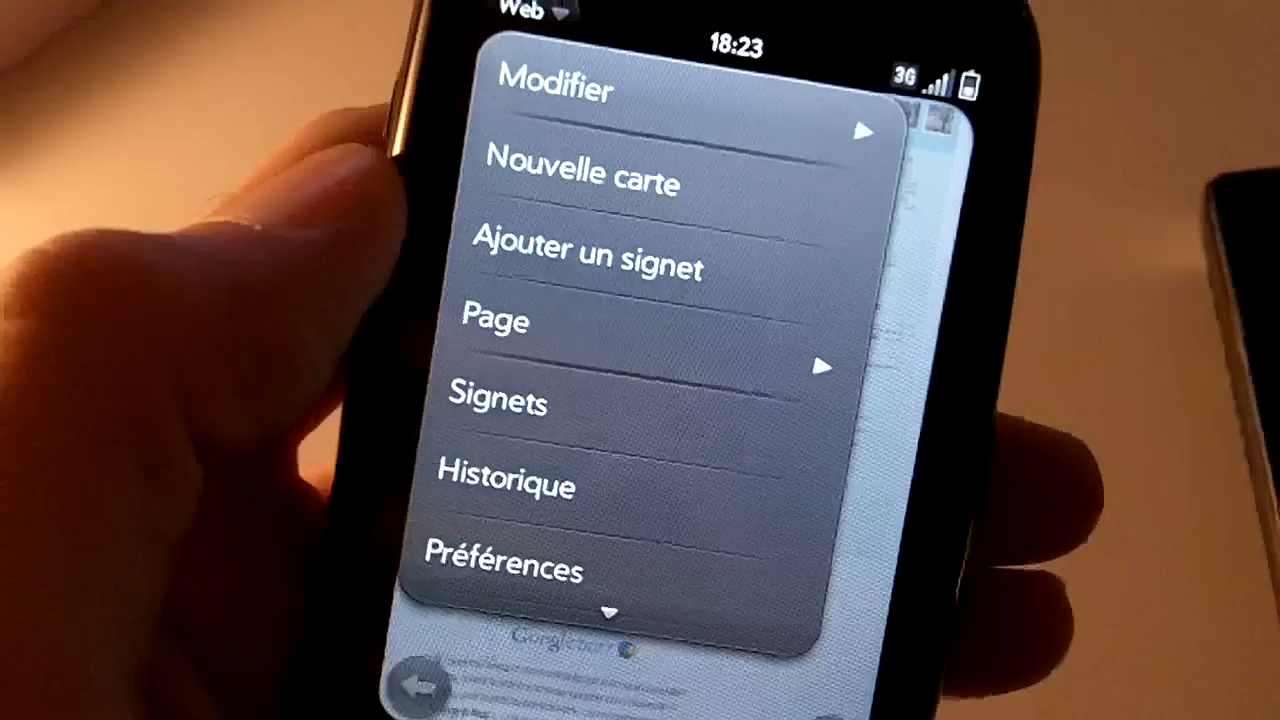 Web
18:23
3G
Modifier
Nouvelle carte
Ajouter un signet
Page
Signets
Historique
Préférences